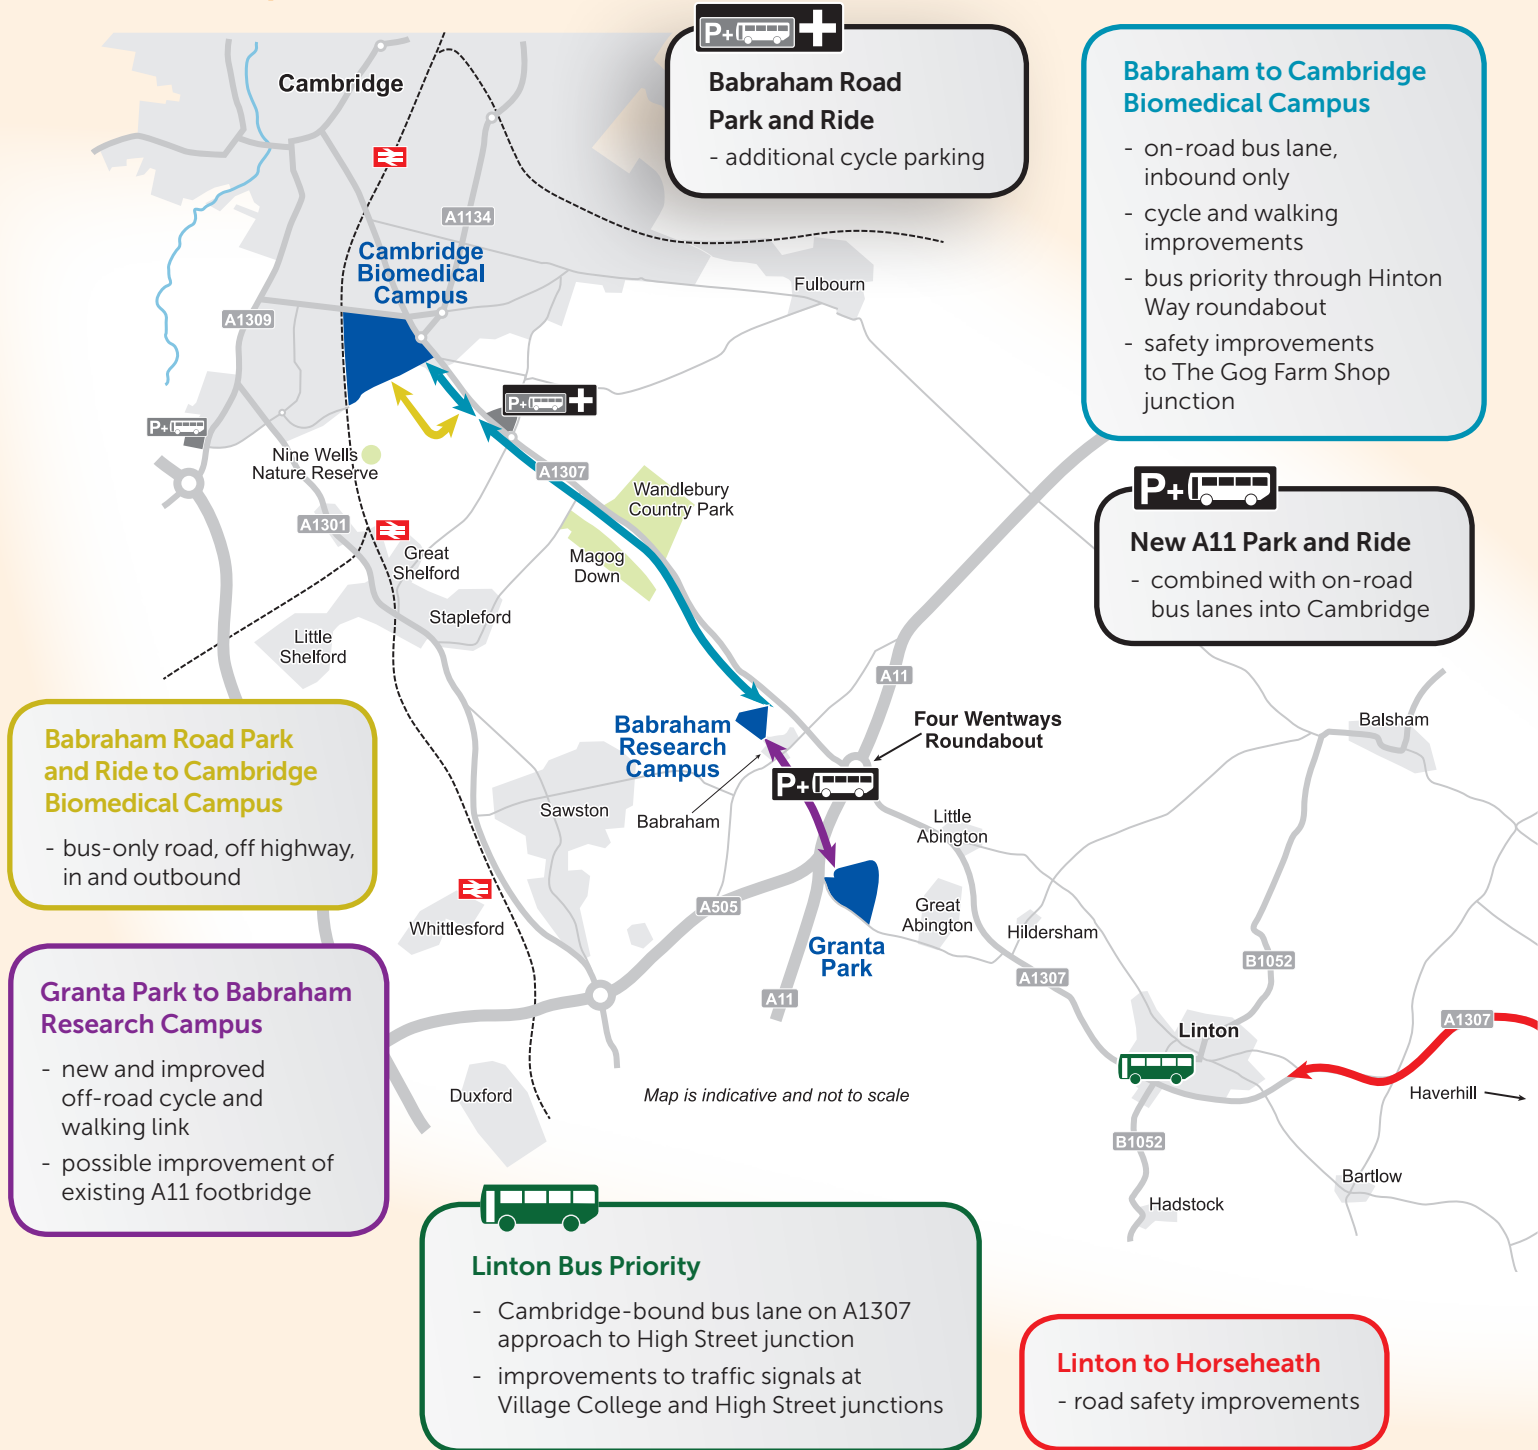 P+
Babraham Road
Park and Ride
- additional cycle parking
Babraham to Cambridge
Biomedical Campus
- on-road bus lane,
inbound only
- cycle and walking
improvements
- bus priority through Hinton
Way roundabout
- safety improvements
to The Gog Farm Shop
junction
P+
New A11 Park and Ride
- combined with on-road
bus lanes into Cambridge
Cambridge
A1134
Cambridge
Biomedical
Campus
Fulbourn
A1309
P+
P+
Nine Wells
Nature Reserve
A1307
Wandlebury
Country Park
A1301
Great
Shelford
Magog
Down
Stapleford
Little
Shelford
A11
Babraham
Research
Campus
Four Wentways
Roundabout
Balsham
P+
Sawston
Babraham
Little
Abington
A505
Great
Abington
Whittlesford
Hildersham
Granta
Park
B1052
A1307
A11
Linton
A1307
Haverhill
Duxford
Map is indicative and not to scale
B1052
Bartlow
Hadstock
Babraham Road Park
and Ride to Cambridge
Biomedical Campus
- bus-only road, off highway,
in and outbound
Granta Park to Babraham
Research Campus
- new and improved
off-road cycle and
walking link
- possible improvement of
existing A11 footbridge
Linton Bus Priority
- Cambridge-bound bus lane on A1307
approach to High Street junction
- improvements to traffic signals at
Village College and High Street junctions
Linton to Horseheath
- road safety improvements